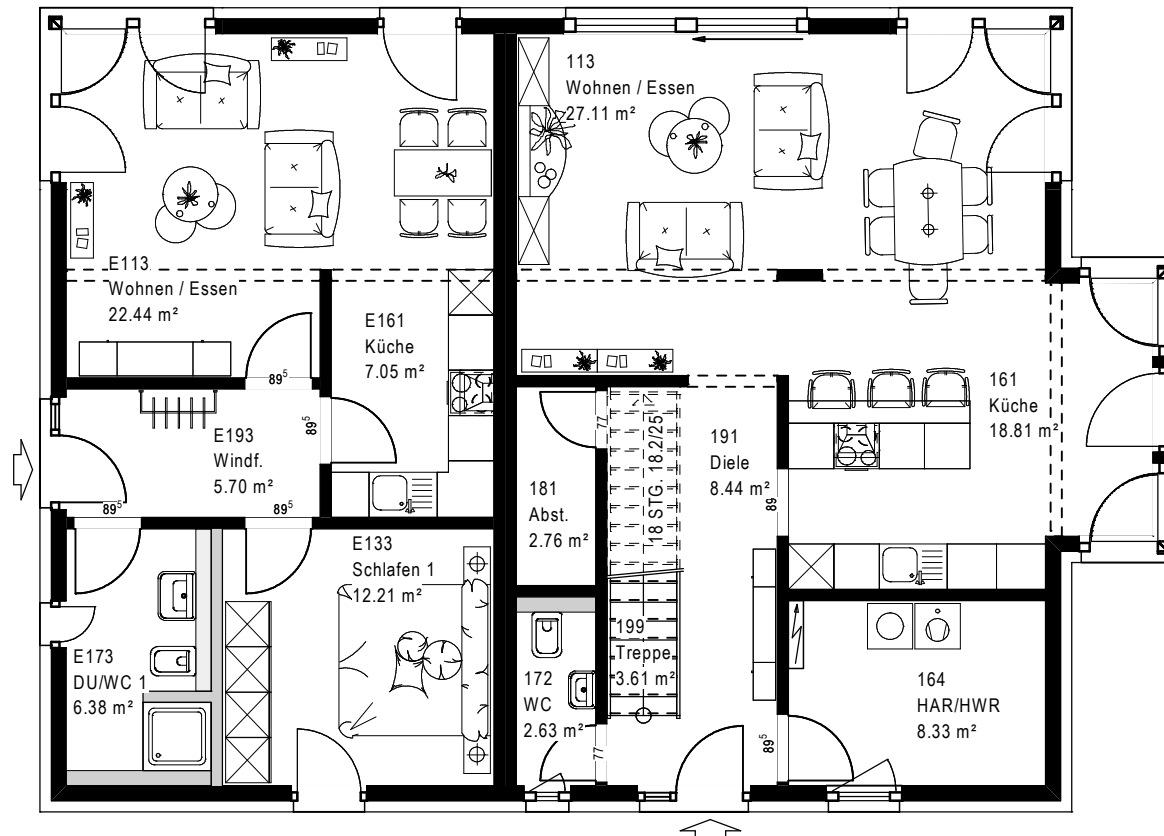 113
Wohnen / Essen
27.11 m²
E113
Wohnen / Essen
22.44 m²
E161
Küche
7.05 m²
89⁵
89⁵
E193
Windf.
5.70 m²
89⁵
89⁵
161
Küche
18.81 m²
77
18 STG. 18.2/25
191
Diele
8.44 m²
89
181
Abst.
2.76 m²
E133
Schlafen 1
12.21 m²
E173
DU/WC 1
6.38 m²
199
Treppe
3.61 m²
172
WC
2.63 m²
77
89⁵
164
HAR/HWR
8.33 m²